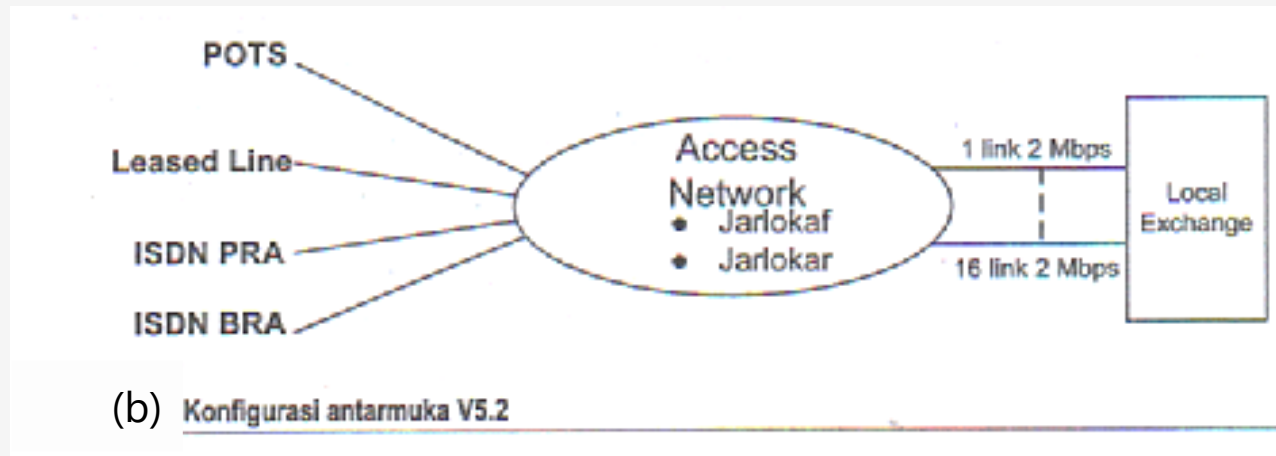 POTS
Leased Line
ISDN PRA
ISDN BRA
Access
Network
• Jarlokaf
• Jarlokar
1 link 2 Mbps
16 link 2 Mbps
Local
Exchange
(b) Konfigurasi antarmuka V5.2